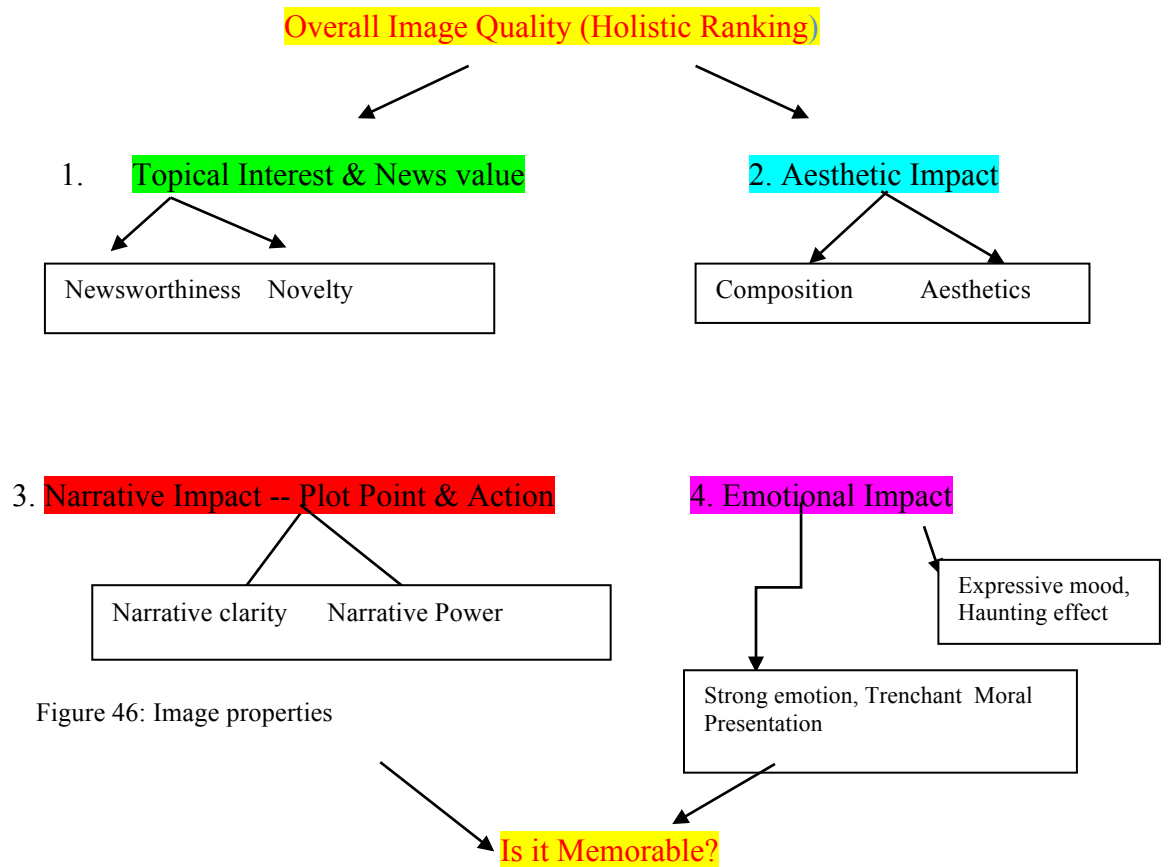 Overall Image Quality (Holistic Ranking)
1. Topical Interest & News value
2. Aesthetic Impact
Newsworthiness Novelty
Composition Aesthetics
3. Narrative Impact -- Plot Point & Action
4. Emotional Impact
Expressive mood,
Haunting effect
Narrative clarity Narrative Power
Strong emotion, Trenchant Moral
Presentation
Figure 46: Image properties
Is it Memorable?